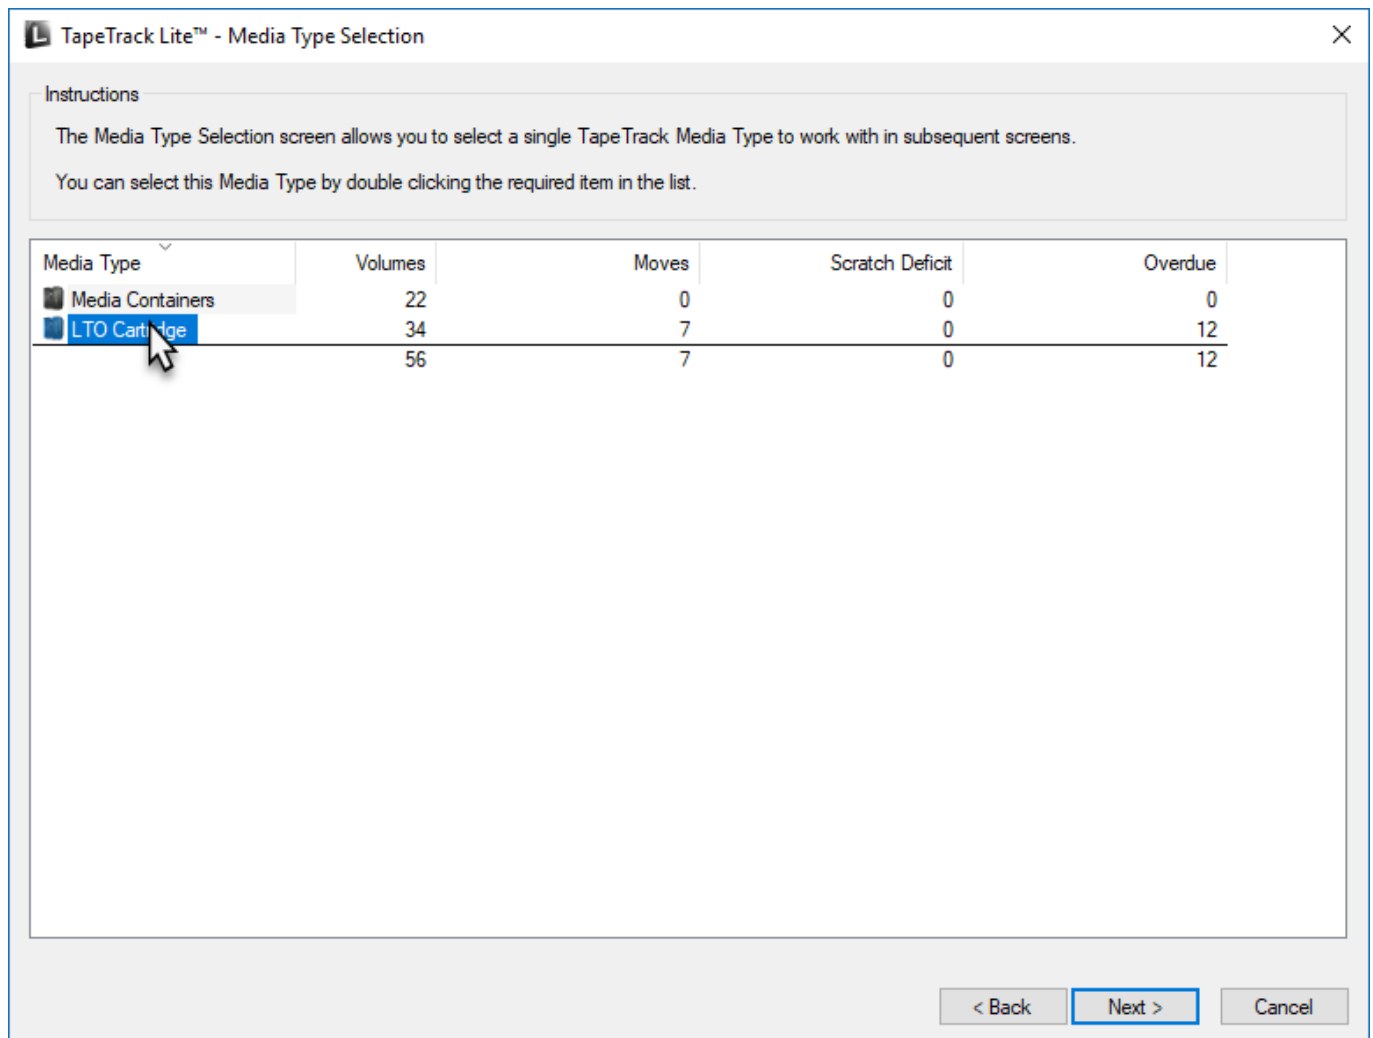 TapeTrack Lite™ - Media Type Selection
Instructions
The Media Type Selection screen allows you to select a single TapeTrack Media Type to work with in subsequent screens.
You can select this Media Type by double clicking the required item in the list.
Media Type Volumes Moves Scratch Deficit Overdue
Media Containers 22 0 0 0
LTO Cartridge 34 7 0 12
56 7 0 12
< Back Next > Cancel